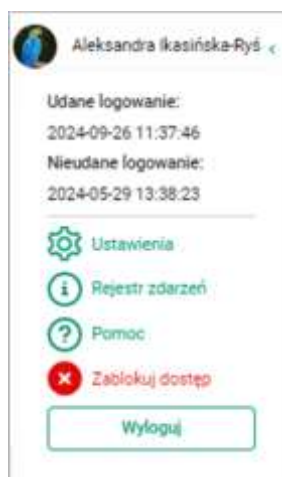 Aleksandra Ikasińska-Ryś
Udane logowanie:
2024-09-26 11:37:46
Nieudane logowanie:
2024-05-29 13:38:23
Ustawienia
Rejestr zdarzeń
Pomoc
Zablokuj dostęp
Wyloguj